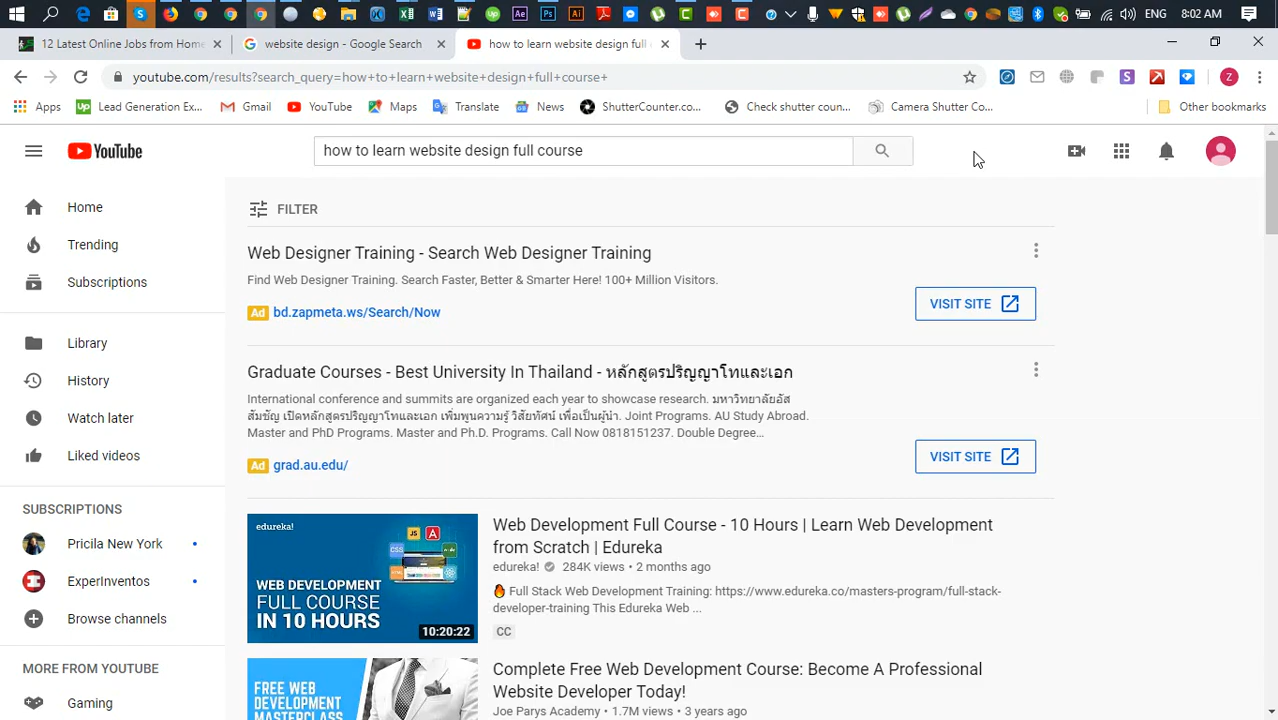 ENG 8:02 AM
12 Latest Online Jobs from Home
website design - Google Search
how to learn website design full
youtube.com/results?search_query=how+to+learn+website+design+full+course+
Apps Lead Generation Ex... Gmail YouTube Maps Translate News ShutterCounter.co... Check shutter coun... Camera Shutter Co... Other bookmarks
YouTube
how to learn website design full course
Home
Trending
Subscriptions
Library
History
Watch later
Liked videos
SUBSCRIPTIONS
Pricila New York
ExperInventos
Browse channels
MORE FROM YOUTUBE
Gaming
FILTER
Web Designer Training - Search Web Designer Training
Find Web Designer Training. Search Faster, Better & Smarter Here! 100+ Million Visitors.
Ad bd.zapmeta.ws/Search/Now
VISIT SITE
Graduate Courses - Best University In Thailand - หลักสูตรปริญญาโทและเอก
International conference and summits are organized each year to showcase research. มหาวิทยาลัยอัส
สัมชัญ เปิดหลักสูตรปริญญาโทและเอก เพิ่มพูนความรู้ วิสัยทัศน์ เพื่อเป็นผู้นำ. Joint Programs. AU Study Abroad.
Master and PhD Programs. Master and Ph.D. Programs. Call Now 0818151237. Double Degree...
Ad grad.au.edu/
VISIT SITE
edureka!
WEB DEVELOPMENT
FULL COURSE
IN 10 HOURS
10:20:22
Web Development Full Course - 10 Hours | Learn Web Development
from Scratch | Edureka
edureka! 284K views • 2 months ago
Full Stack Web Development Training: https://www.edureka.co/masters-program/full-stack-
developer-training This Edureka Web ...
CC
FREE WEB
DEVELOPMENT
MASTERCLASS
Complete Free Web Development Course: Become A Professional
Website Developer Today!
Joe Parys Academy • 1.7M views • 3 years ago